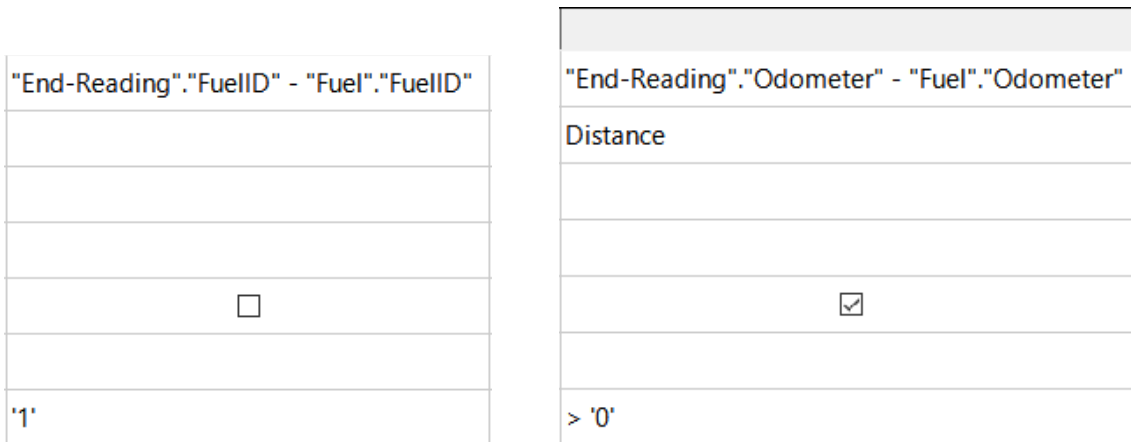 "End-Reading"."FuelID" - "Fuel"."FuelID"
'1'
"End-Reading"."Odometer" - "Fuel"."Odometer"
Distance
> '0'